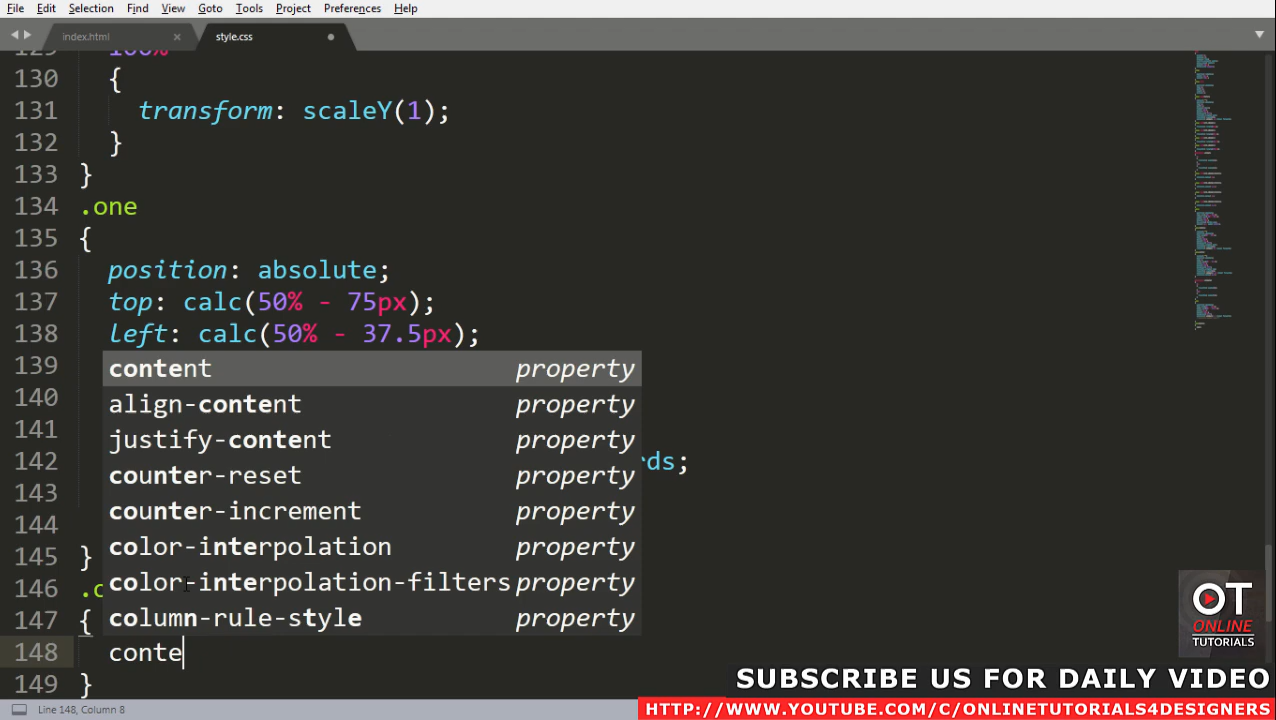 File Edit Selection Find View Goto Tools Project Preferences Help
index.html × style.css
129 100%
130 {
131 transform: scaleY(1);
132 }
133 }
134 .one
135 {
136 position: absolute;
137 top: calc(50% - 75px);
138 left: calc(50% - 37.5px);
139 content property
140 align-content property
141 justify-content property
142 counter-reset property rds;
143 counter-increment property
144 color-interpolation property
145 } color-interpolation-filters property
146 .o column-rule-style property
147 {
148 conte
149 }
OT
ONLINE
TUTORIALS
SUBSCRIBE US FOR DAILY VIDEO
HTTP://WWW.YOUTUBE.COM/C/ONLINETUTORIALS4DESIGNERS
Line 148, Column 8